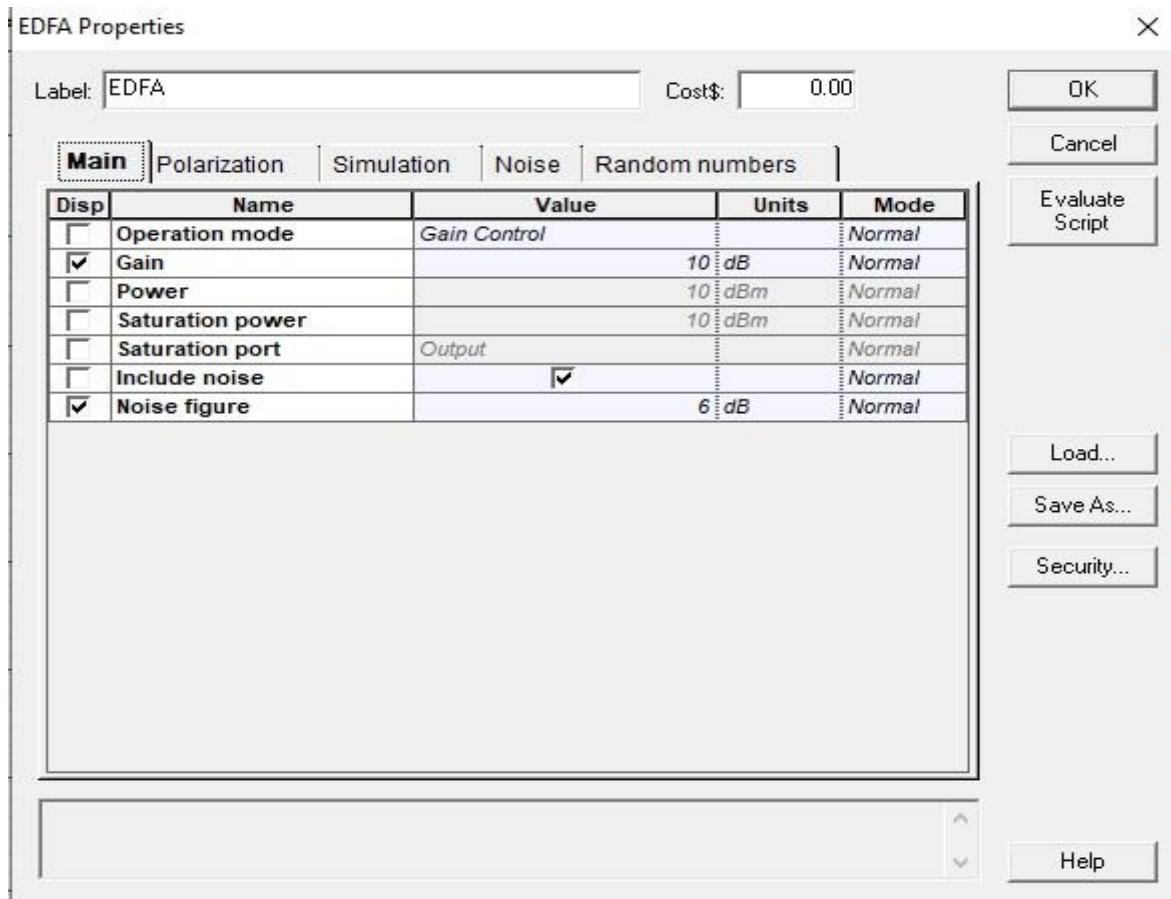 EDFA Properties
Label: EDFA Cost$: 0.00 OK
Cancel
Main Polarization Simulation Noise Random numbers
Disp Name Value Units Mode Evaluate Script
Operation mode Gain Control Normal
Gain 10 dB Normal
Power 10 dBm Normal
Saturation power 10 dBm Normal
Saturation port Output Normal
Include noise Normal
Noise figure 6 dB Normal
Load...
Save As...
Security...
Help